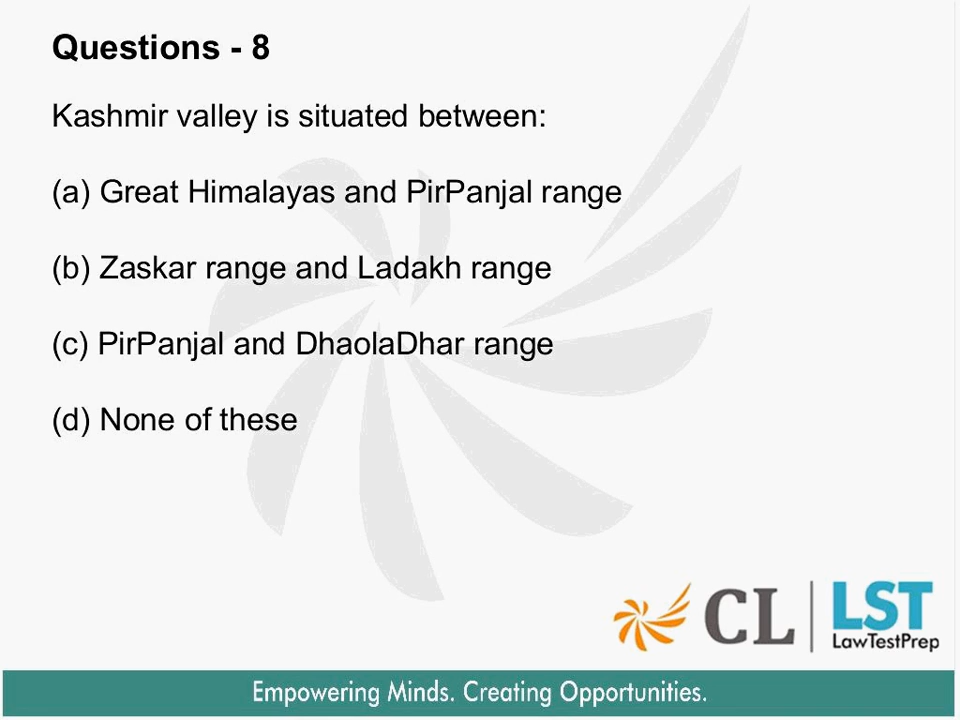 Questions - 8
Kashmir valley is situated between:
(a) Great Himalayas and PirPanjal range
(b) Zaskar range and Ladakh range
(c) PirPanjal and DhaolaDhar range
(d) None of these
CL | LST
LawTestPrep
Empowering Minds. Creating Opportunities.